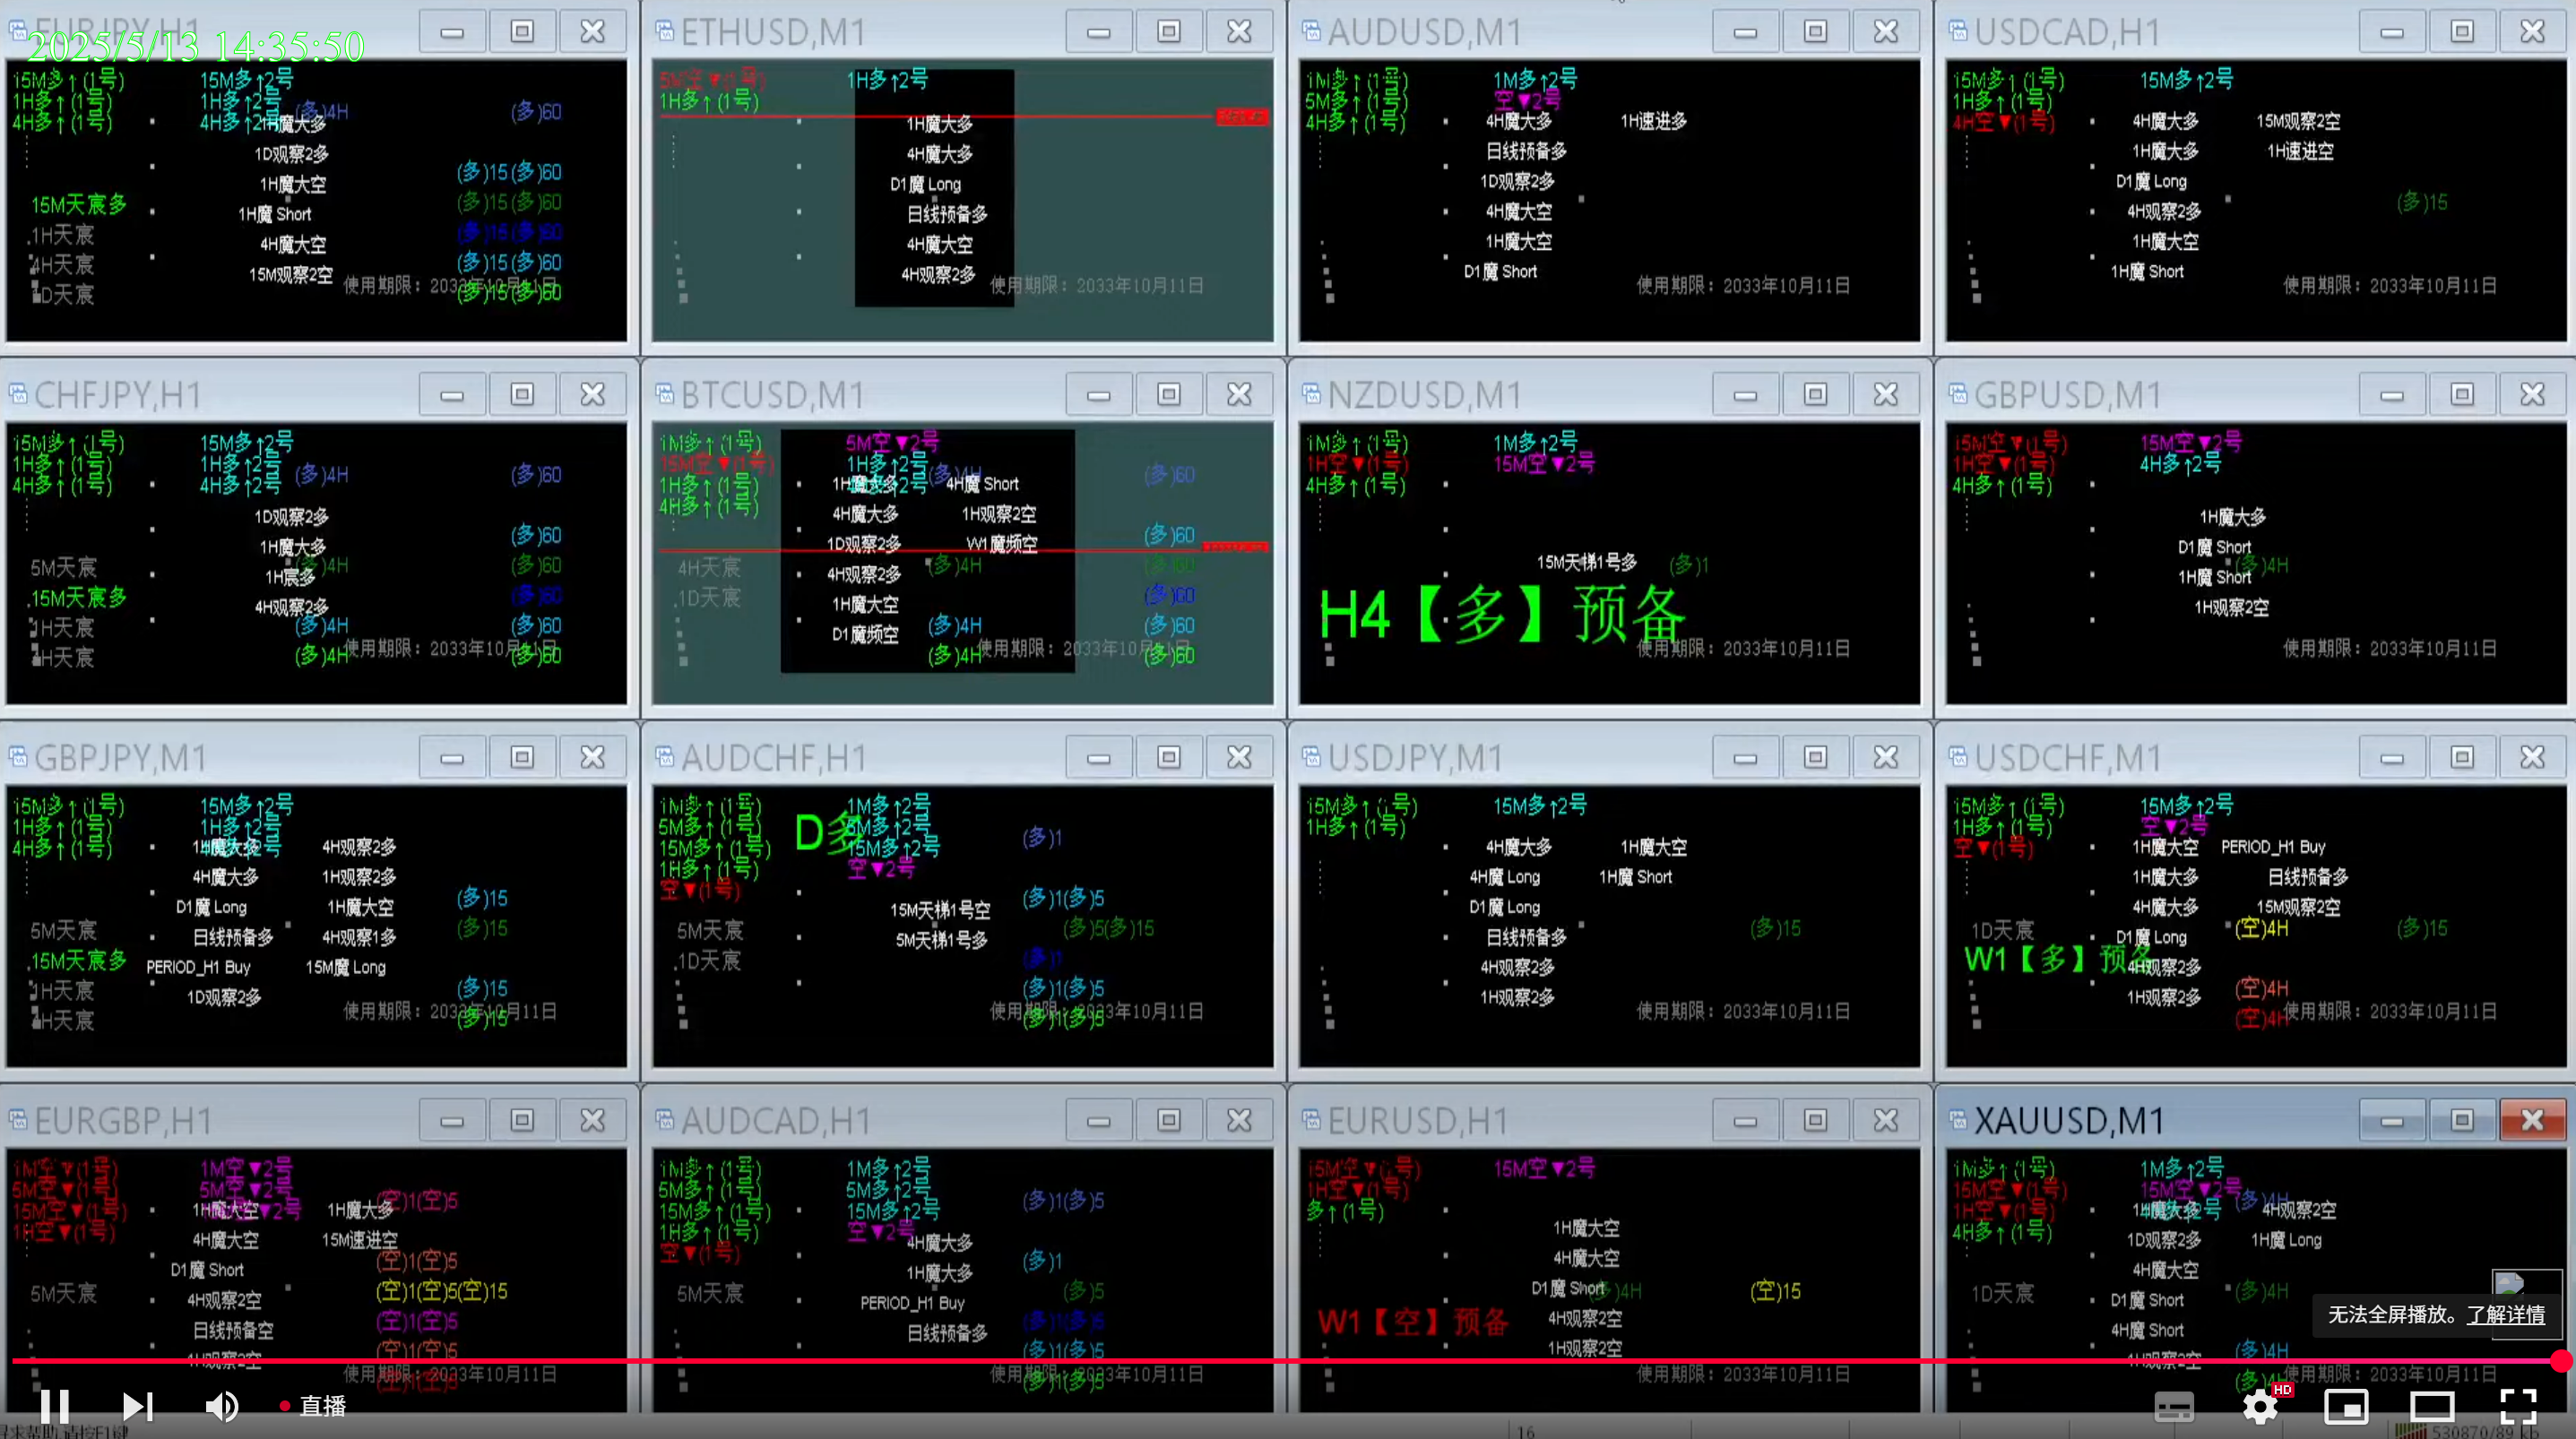 EURJPY,H1
2025/5/13 14:35:50
15M多↑(1号) 15M多↑2号
1H多↑(1号) 1H多↑2号 (多)4H (多)60
4H多↑(1号) 4H多↑2号
1H魔大多
1D观察2多
1H魔大空
1H魔 Short
4H魔大空
15M观察2空
(多)15(多)60
(多)15(多)60
(多)15(多)60
(多)15(多)60
(多)15(多)60
15M天宸多
1H天宸
4H天宸
1D天宸
使用期限：2033年10月11日
ETHUSD,M1
5M空▼(1号) 1H多↑2号
1H多↑(1号)
1H魔大多
4H魔大多
D1魔 Long
日线预备多
4H魔大空
4H观察2多
使用期限：2033年10月11日
AUDUSD,M1
1M多↑(1号) 1M多↑2号
5M多↑(1号) 空▼2号
4H多↑(1号)
4H魔大多 1H速进多
日线预备多
1D观察2多
4H魔大空
1H魔大空
D1魔 Short
使用期限：2033年10月11日
USDCAD,H1
15M多↑(1号) 15M多↑2号
1H多↑(1号)
4H空▼(1号)
4H魔大多 15M观察2空
1H魔大多 1H速进空
D1魔 Long
4H观察2多 (多)15
1H魔大空
1H魔 Short
使用期限：2033年10月11日
CHFJPY,H1
15M多↑(1号) 15M多↑2号
1H多↑(1号) 1H多↑2号 (多)4H (多)60
4H多↑(1号) 4H多↑2号
1D观察2多
1H魔大多 (多)60
1H宸多 (多)4H (多)60
4H观察2多 (多)60
(多)4H (多)60
(多)4H (多)60
5M天宸
15M天宸多
1H天宸
4H天宸
使用期限：2033年10月11日
BTCUSD,M1
1M多↑(1号) 5M空▼2号
15M空▼(1号) 1H多↑2号 (多)4H (多)60
1H多↑(1号) 4H多↑2号
4H多↑(1号)
1H魔大多 4H魔 Short
4H魔大多 1H观察2空
1D观察2多 W1魔频空 (多)60
4H观察2多 (多)4H (多)60
1H魔大空 (多)60
D1魔频空 (多)4H (多)60
(多)4H (多)60
4H天宸
1D天宸
使用期限：2033年10月11日
NZDUSD,M1
1M多↑(1号) 1M多↑2号
1H空▼(1号) 15M空▼2号
4H多↑(1号)
15M天梯1号多 (多)1
H4【多】预备
使用期限：2033年10月11日
GBPUSD,M1
15M空▼(1号) 15M空▼2号
1H空▼(1号) 4H多↑2号
4H多↑(1号)
1H魔大多
D1魔 Short
(多)4H
1H魔 Short
1H观察2空
使用期限：2033年10月11日
GBPJPY,M1
15M多↑(1号) 15M多↑2号
1H多↑(1号) 1H多↑2号
4H多↑(1号) 4H多↑2号
1H魔大多 4H观察2多
4H魔大多 1H观察2多
D1魔 Long 1H魔大空 (多)15
日线预备多 4H观察1多 (多)15
PERIOD_H1 Buy 15M魔 Long
1D观察2多 (多)15
(多)15
5M天宸
15M天宸多
1H天宸
4H天宸
使用期限：2033年10月11日
AUDCHF,H1
1M多↑(1号) 1M多↑2号
5M多↑(1号) D多 5M多↑2号 (多)1
15M多↑(1号) 15M多↑2号
1H多↑(1号) 空▼2号
空▼(1号)
15M天梯1号空 (多)1(多)5
5M天梯1号多 (多)5(多)15
(多)1
(多)1(多)5
(多)1(多)5
5M天宸
1D天宸
使用期限：2033年10月11日
USDJPY,M1
15M多↑(1号) 15M多↑2号
1H多↑(1号)
4H魔大多 1H魔大空
4H魔 Long 1H魔 Short
D1魔 Long
日线预备多 (多)15
4H观察2多
1H观察2多
使用期限：2033年10月11日
USDCHF,M1
15M多↑(1号) 15M多↑2号
1H多↑(1号) 空▼2号
空▼(1号)
1H魔大空 PERIOD_H1 Buy
1H魔大多 日线预备多
4H魔大多 15M观察2空
1D天宸 D1魔 Long (空)4H (多)15
W1【多】预备
4H观察2多
1H观察2多 (空)4H
(空)4H
使用期限：2033年10月11日
EURGBP,H1
1M空▼(1号) 1M空▼2号
5M空▼(1号) 5M空▼2号
15M空▼(1号) 15M空▼2号
1H空▼(1号)
1H魔大空 1H魔大多 (空)1(空)5
4H魔大空 15M速进空
D1魔 Short (空)1(空)5
4H观察2空 (空)1(空)5(空)15
日线预备空 (空)1(空)5
1H观察2空 (空)1(空)5
5M天宸
使用期限：2033年10月11日
AUDCAD,H1
1M多↑(1号) 1M多↑2号
5M多↑(1号) 5M多↑2号 (多)1(多)5
15M多↑(1号) 15M多↑2号
1H多↑(1号) 空▼2号
空▼(1号)
4H魔大多
1H魔大多 (多)1
PERIOD_H1 Buy (多)5
日线预备多 (多)1(多)5
(多)1(多)5
(多)1(多)5
5M天宸
使用期限：2033年10月11日
EURUSD,H1
15M空▼(1号) 15M空▼2号
1H空▼(1号)
多↑(1号)
1H魔大空
4H魔大空
D1魔 Short (多)4H (空)15
W1【空】预备
4H观察2空
1H观察2空
使用期限：2033年10月11日
XAUUSD,M1
1M多↑(1号) 1M多↑2号
15M空▼(1号) 15M空▼2号 (多)4H
1H空▼(1号) 4H多↑2号
4H多↑(1号)
1H魔大多 4H观察2空
1D观察2多 1H魔 Long
4H魔大空
D1魔 Short (多)4H
4H魔 Short
1H观察2空 (多)4H
(多)4H
1D天宸
使用期限：2033年10月11日
无法全屏播放。了解详情
直播
HD
16
530870/89 kb